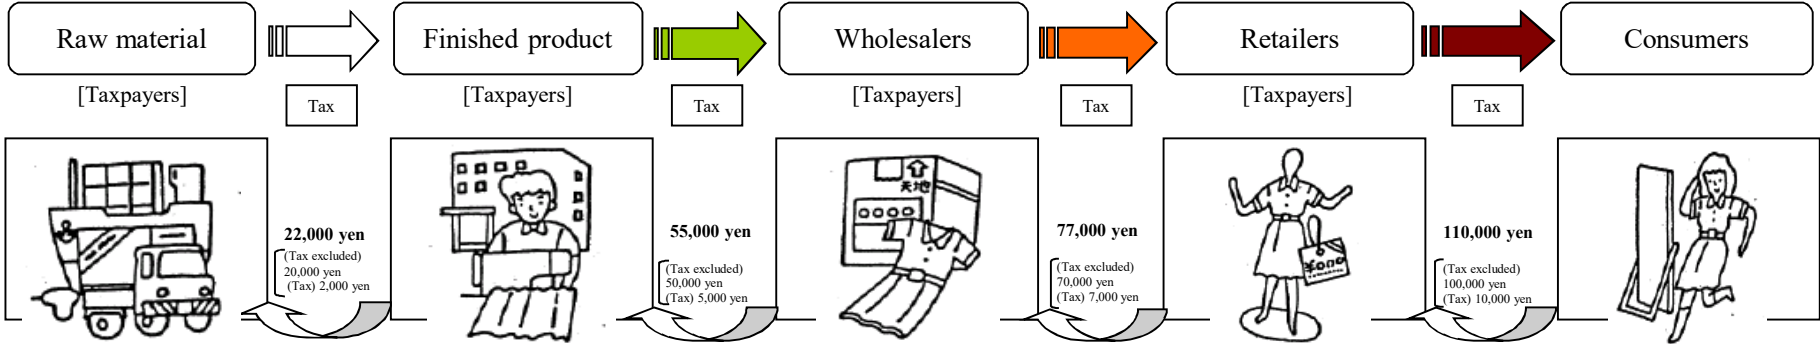 Raw material
Finished product
Wholesalers
Retailers
Consumers
[Taxpayers]
Tax
[Taxpayers]
Tax
[Taxpayers]
Tax
[Taxpayers]
Tax
天地
¥000
22,000 yen
(Tax excluded)
20,000 yen
(Tax) 2,000 yen
55,000 yen
(Tax excluded)
50,000 yen
(Tax) 5,000 yen
77,000 yen
(Tax excluded)
70,000 yen
(Tax) 7,000 yen
110,000 yen
(Tax excluded)
100,000 yen
(Tax) 10,000 yen